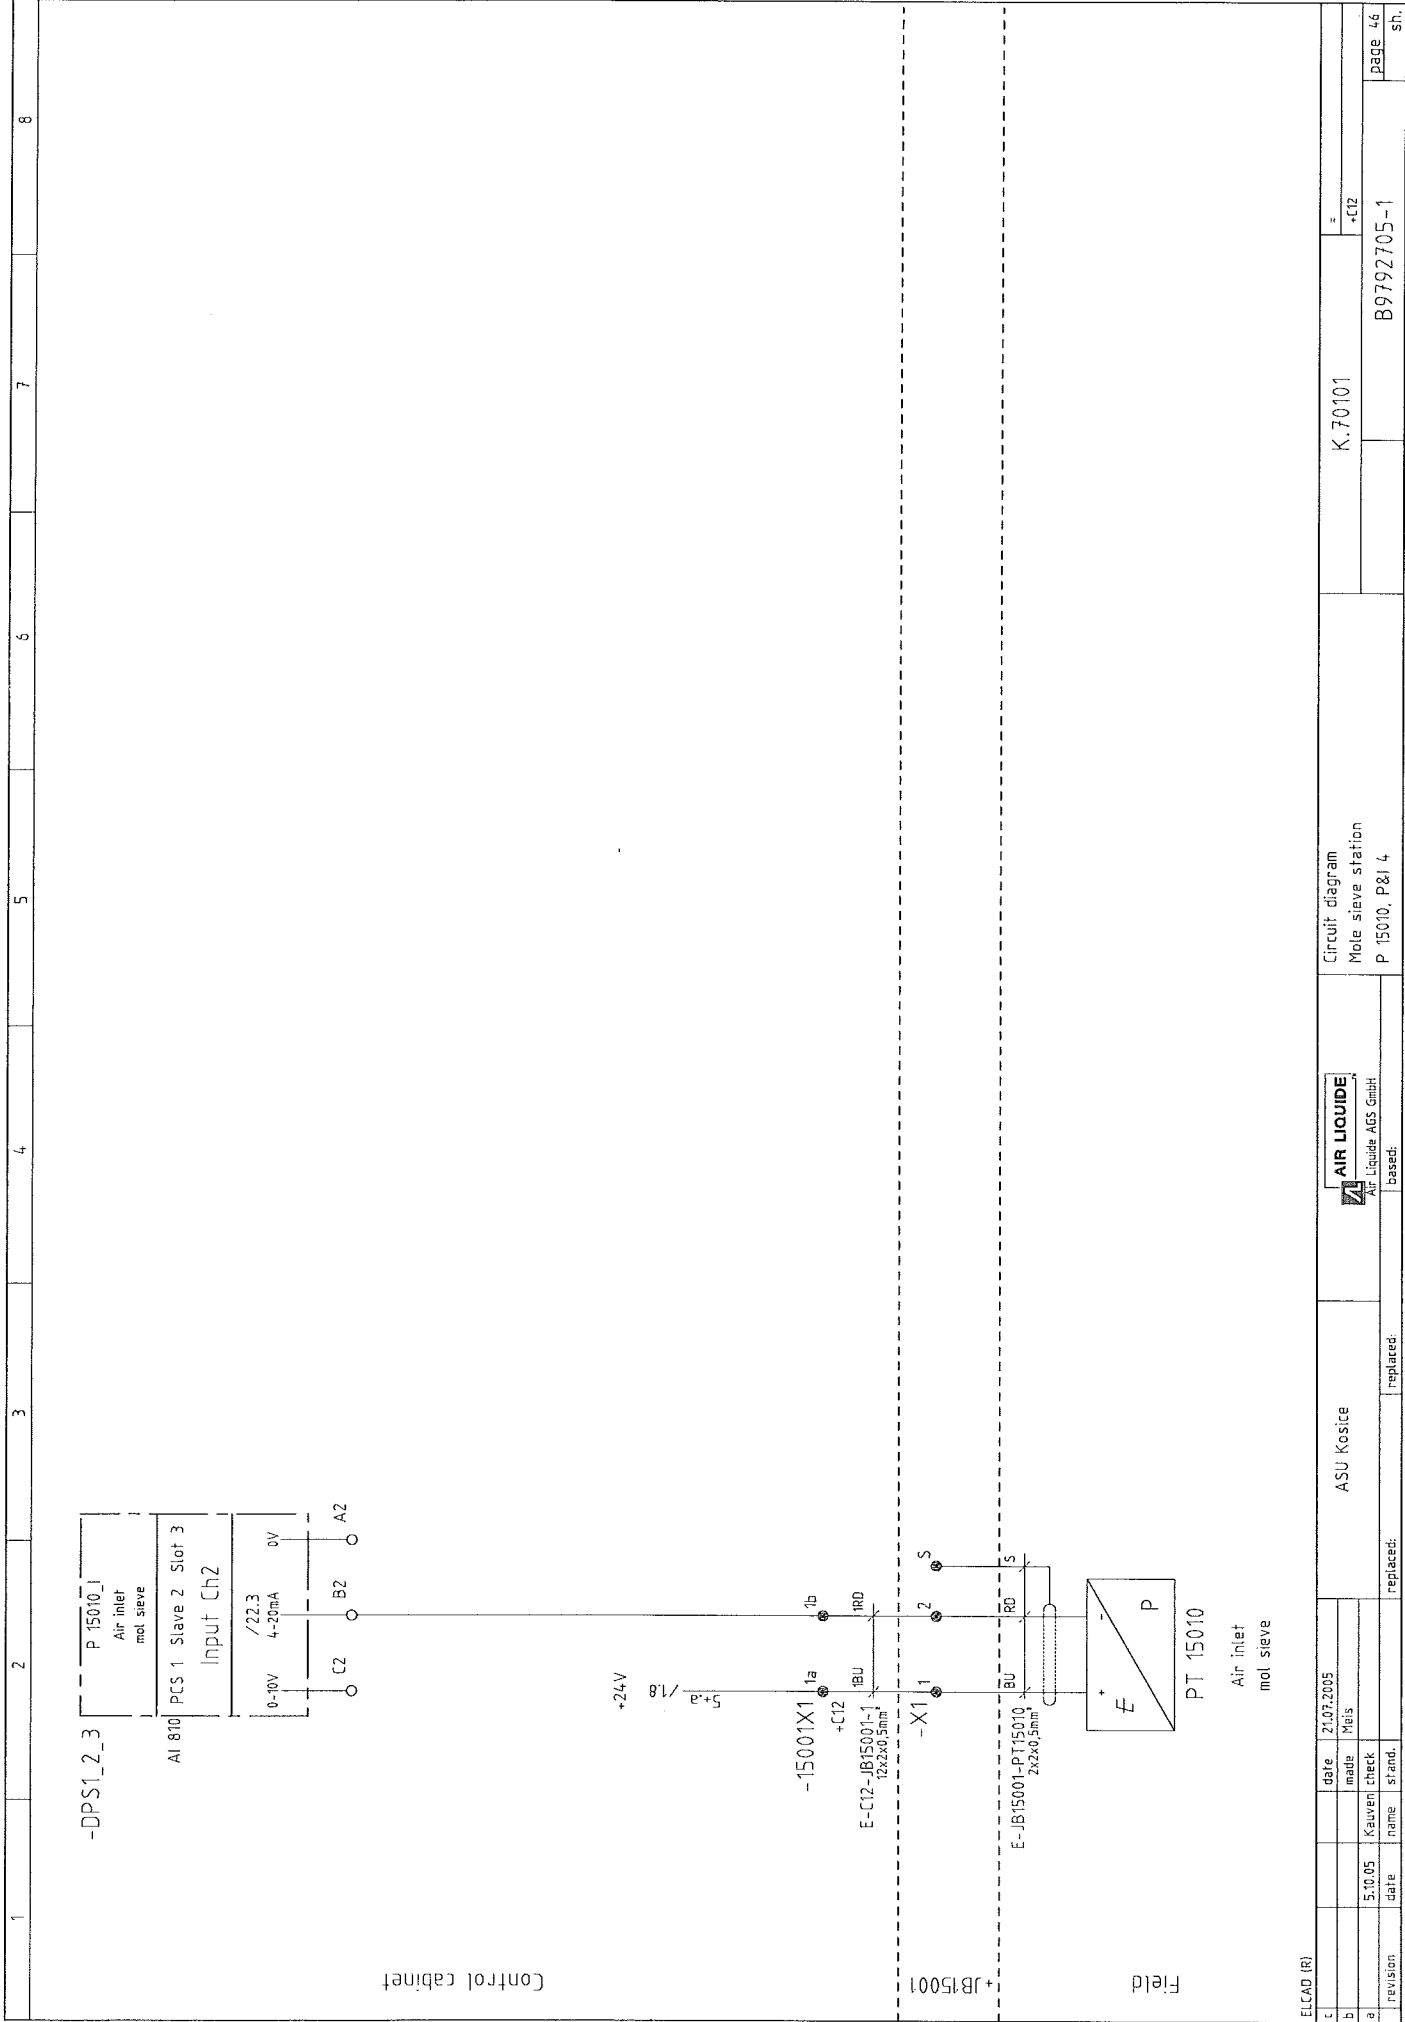 1 2 3 4 5 6 7 8
-DPS1_2_3
P 15010_I
Air inlet
mol sieve
AI 810
PCS 1 Slave 2 Slot 3
Input Ch2
/22.3
0-10V 4-20mA 0V
C2 B2 A2
Control cabinet
+24V
/1.8
5+.a
-15001X1 1a 1b
+C12
1BU 1RD
E-C12-JB15001-1
12x2x0,5mm²
+JB15001
-X1 1 2 S
BU RD S
E-JB15001-PT15010
2x2x0,5mm²
Field
+ -
E
P
PT 15010
Air inlet
mol sieve
ELCAD (R)
c
b
a 5.10.05 Kauven
revision date name
date 21.07.2005
made Meis
check
stand.
ASU Kosice
replaced:
replaced:
AIR LIQUIDE
Air Liquide AGS GmbH
based:
Circuit diagram
Mole sieve station
P 15010, P&I 4
K.70101
=
+C12
B9792705-1
page 46
sh.